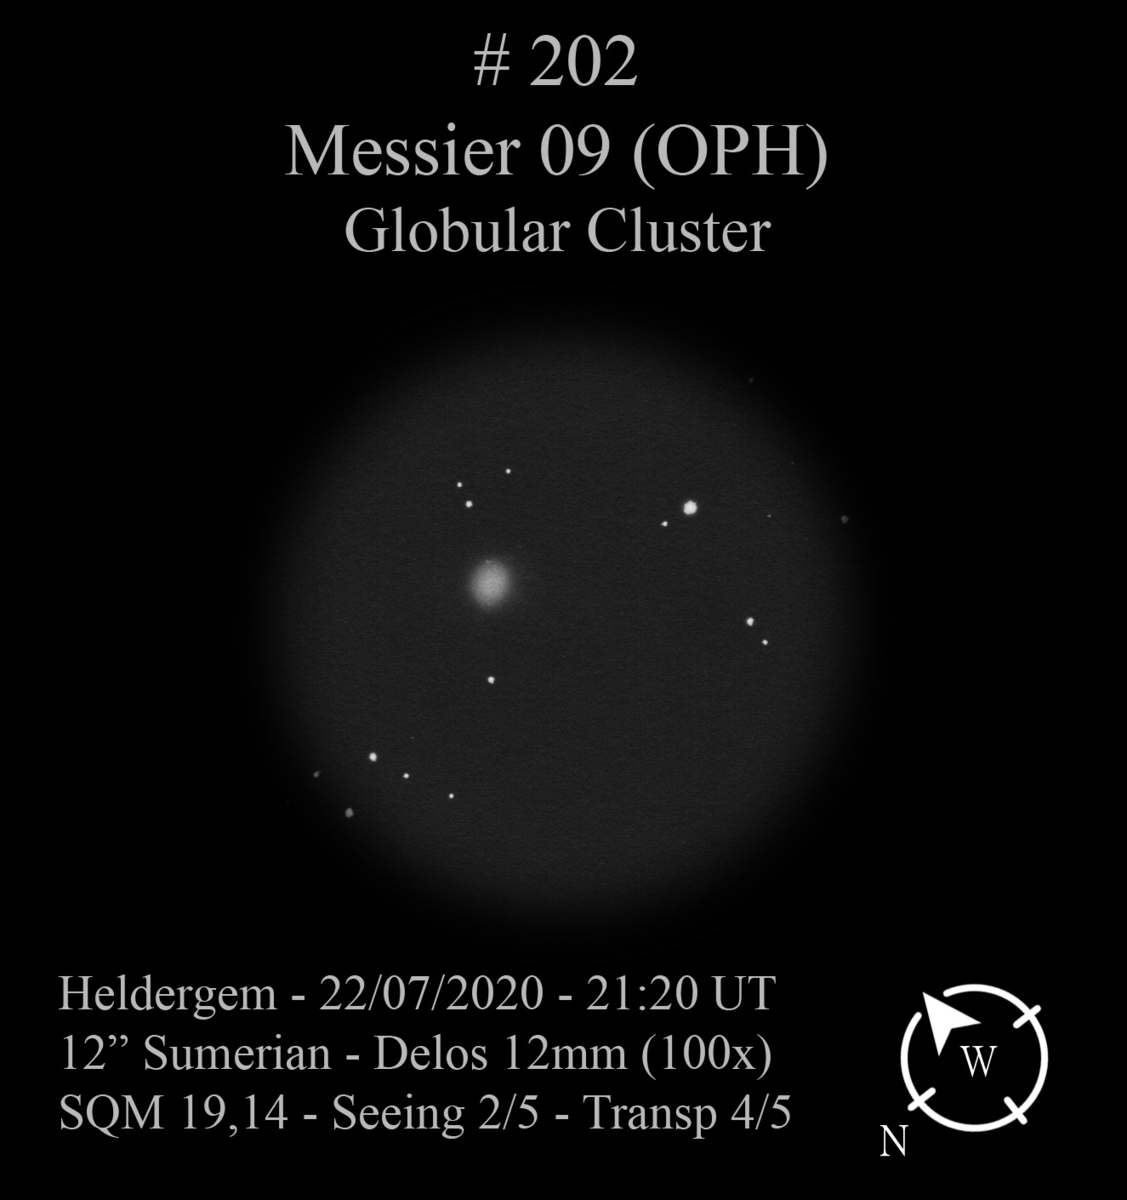 # 202
Messier 09 (OPH)
Globular Cluster
Heldergem - 22/07/2020 - 21:20 UT
12” Sumerian - Delos 12mm (100x)
SQM 19,14 - Seeing 2/5 - Transp 4/5
W
N